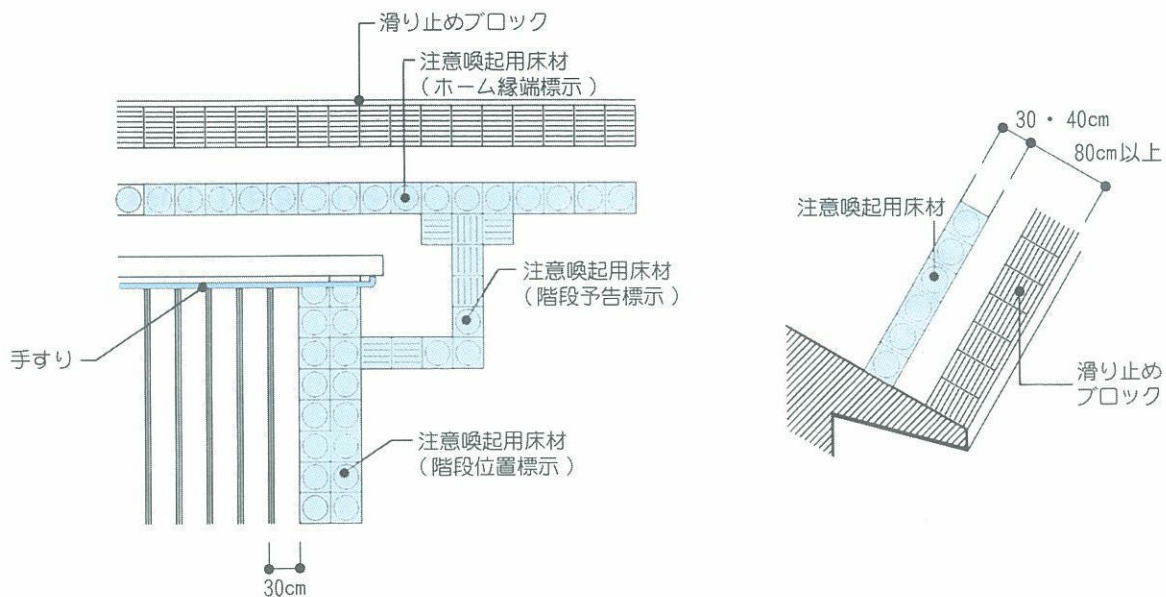 滑り止めブロック
注意喚起用床材
（ホーム縁端標示）
注意喚起用床材
（階段予告標示）
手すり
注意喚起用床材
（階段位置標示）
30cm
30・40cm
80cm以上
注意喚起用床材
滑り止め
ブロック